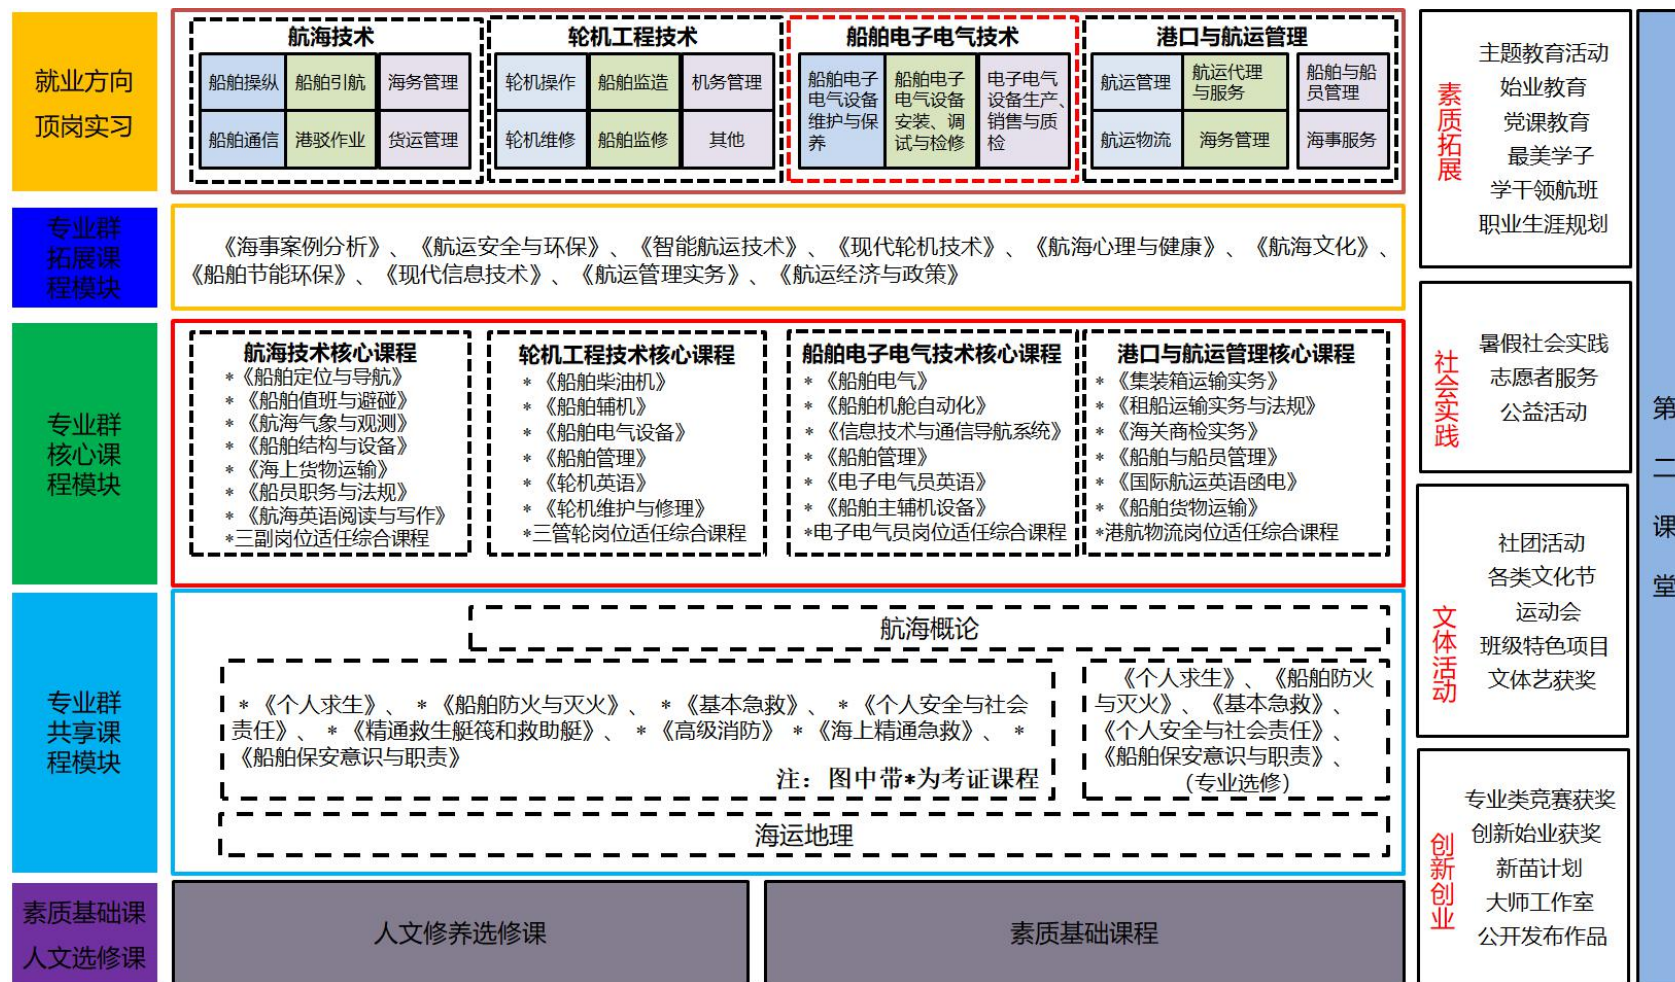 就业方向
顶岗实习
航海技术
船舶操纵
船舶引航
海务管理
船舶通信
港驳作业
货运管理
轮机工程技术
轮机操作
船舶监造
机务管理
轮机维修
船舶监修
其他
船舶电子电气技术
船舶电子
电气设备
维护与保
养
船舶电子
电气设备
安装、调
试与检修
电子电气
设备生产、
销售与质
检
港口与航运管理
航运管理
航运代理
与服务
船舶与船
员管理
航运物流
海务管理
海事服务
专业群
拓展课
程模块
《海事案例分析》、《航运安全与环保》、《智能航运技术》、《现代轮机技术》、《航海心理与健康》、《航海文化》、
《船舶节能环保》、《现代信息技术》、《航运管理实务》、《航运经济与政策》
专业群
核心课
程模块
航海技术核心课程
*《船舶定位与导航》
*《船舶值班与避碰》
*《航海气象与观测》
*《船舶结构与设备》
*《海上货物运输》
*《船员职务与法规》
*《航海英语阅读与写作》
*三副岗位适任综合课程
轮机工程技术核心课程
*《船舶柴油机》
*《船舶辅机》
*《船舶电气设备》
*《船舶管理》
*《轮机英语》
*《轮机维护与修理》
*三管轮岗位适任综合课程
船舶电子电气技术核心课程
*《船舶电气》
*《船舶机舱自动化》
*《信息技术与通信导航系统》
*《船舶管理》
*《电子电气员英语》
*《船舶主辅机设备》
*电子电气员岗位适任综合课程
港口与航运管理核心课程
*《集装箱运输实务》
*《租船运输实务与法规》
*《海关商检实务》
*《船舶与船员管理》
*《国际航运英语函电》
*《船舶货物运输》
*港航物流岗位适任综合课程
专业群
共享课
程模块
航海概论
*《个人求生》、*《船舶防火与灭火》、*《基本急救》、*《个人安全与社会
责任》、*《精通救生艇筏和救助艇》、*《高级消防》*《海上精通急救》、*
《船舶保安意识与职责》
注：图中带*为考证课程
《个人求生》、《船舶防火
与灭火》、《基本急救》、
《个人安全与社会责任》、
《船舶保安意识与职责》、
（专业选修）
海运地理
素质基础课
人文选修课
人文修养选修课
素质基础课程
素质拓展
主题教育活动
始业教育
党课教育
最美学子
学干领航班
职业生涯规划
社会实践
暑假社会实践
志愿者服务
公益活动
文体活动
社团活动
各类文化节
运动会
班级特色项目
文体艺获奖
创新创业
专业类竞赛获奖
创新始业获奖
新苗计划
大师工作室
公开发布作品
第
二
课
堂